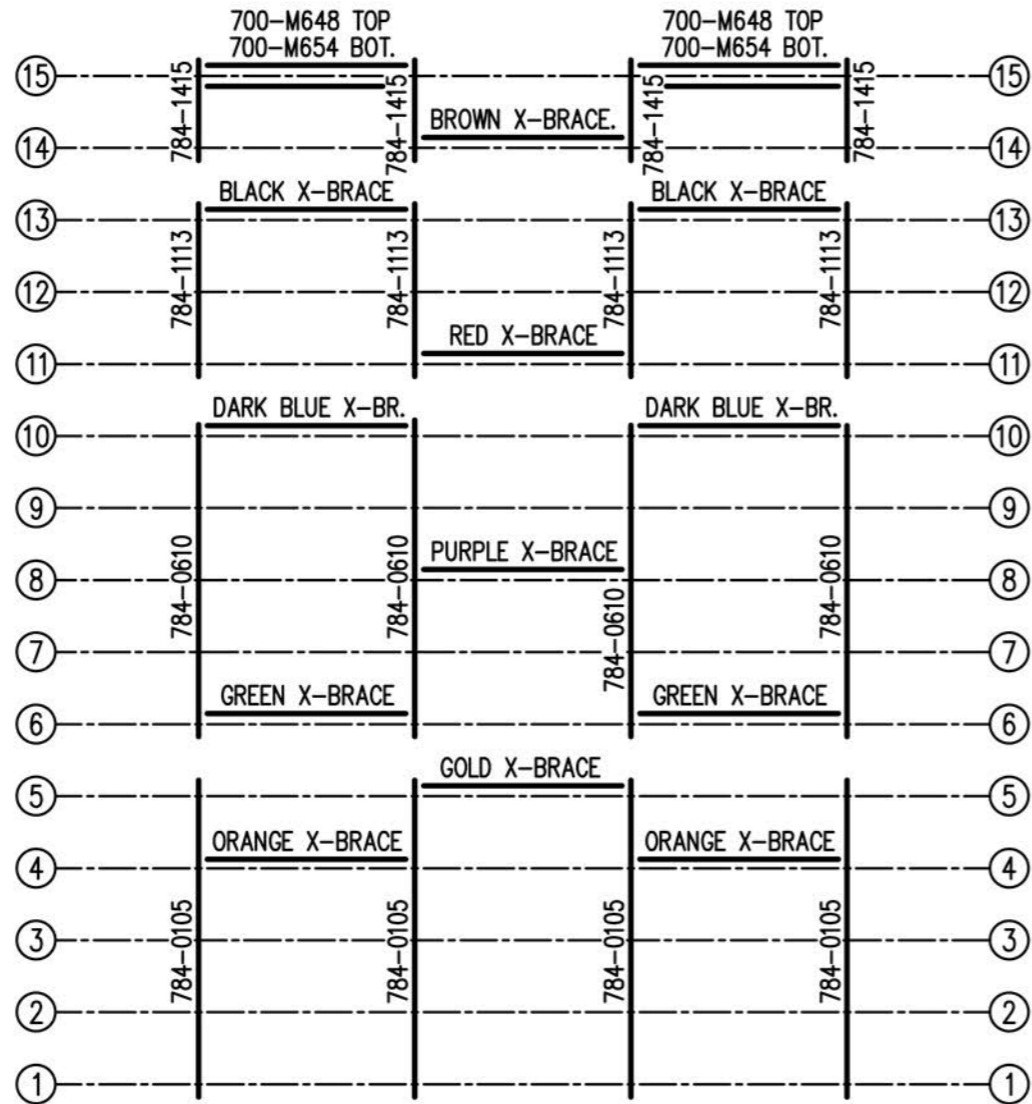 700-M648 TOP
700-M654 BOT.
700-M648 TOP
700-M654 BOT.
15
784-1415
784-1415
784-1415
784-1415
15
BROWN X-BRACE.
14
14
BLACK X-BRACE
BLACK X-BRACE
13
13
784-1113
784-1113
784-1113
784-1113
12
12
RED X-BRACE
11
11
DARK BLUE X-BR.
DARK BLUE X-BR.
10
10
9
9
PURPLE X-BRACE
784-0610
784-0610
784-0610
784-0610
8
8
7
7
GREEN X-BRACE
GREEN X-BRACE
6
6
GOLD X-BRACE
5
5
ORANGE X-BRACE
ORANGE X-BRACE
4
4
784-0105
784-0105
784-0105
784-0105
3
3
2
2
1
1